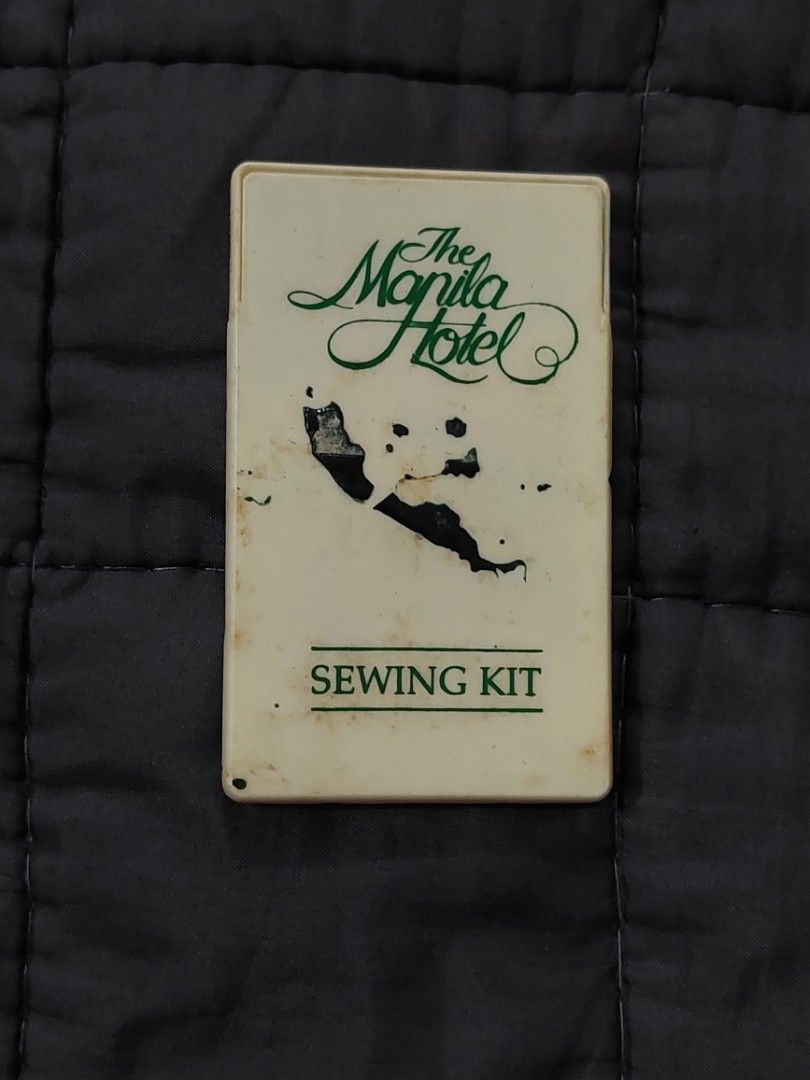 The
Manila
Hotel
SEWING KIT